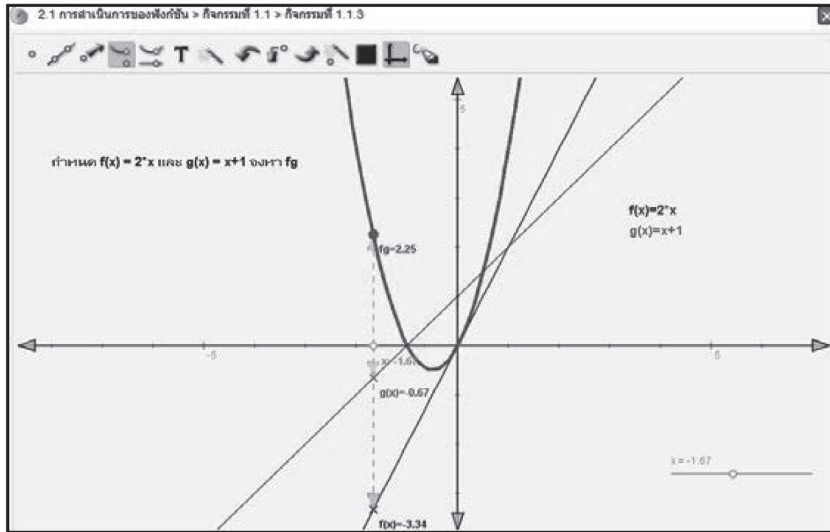 2.1 การดำเนินการของฟังก์ชัน > กิจกรรมที่ 1.1 > กิจกรรมที่ 1.1.3
T
5
กำหนด f(x) = 2*x และ g(x) = x+1 จงหา fg
f(x)=2*x
g(x)=x+1
fg=2.25
-5
5
x=-1.67
g(x)=-0.67
x = -1.67
f(x)=-3.34